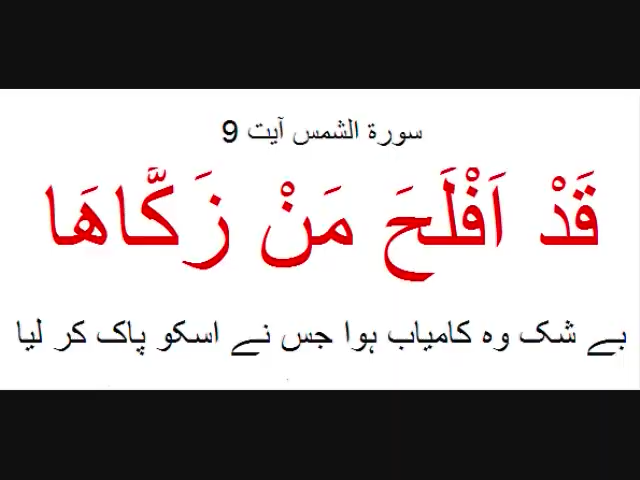 سورة الشمس آیت 9
قَدْ اَفْلَحَ مَنْ زَكَّاهَا
بے شک وہ کامیاب ہوا جس نے اسکو پاک کر لیا